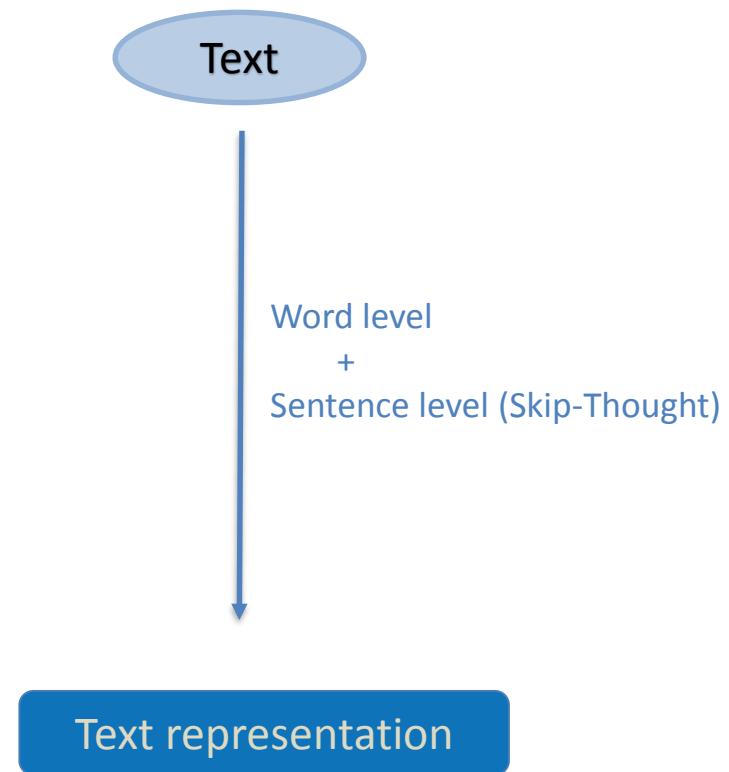 Text
Word level
+
Sentence level (Skip-Thought)
Text representation